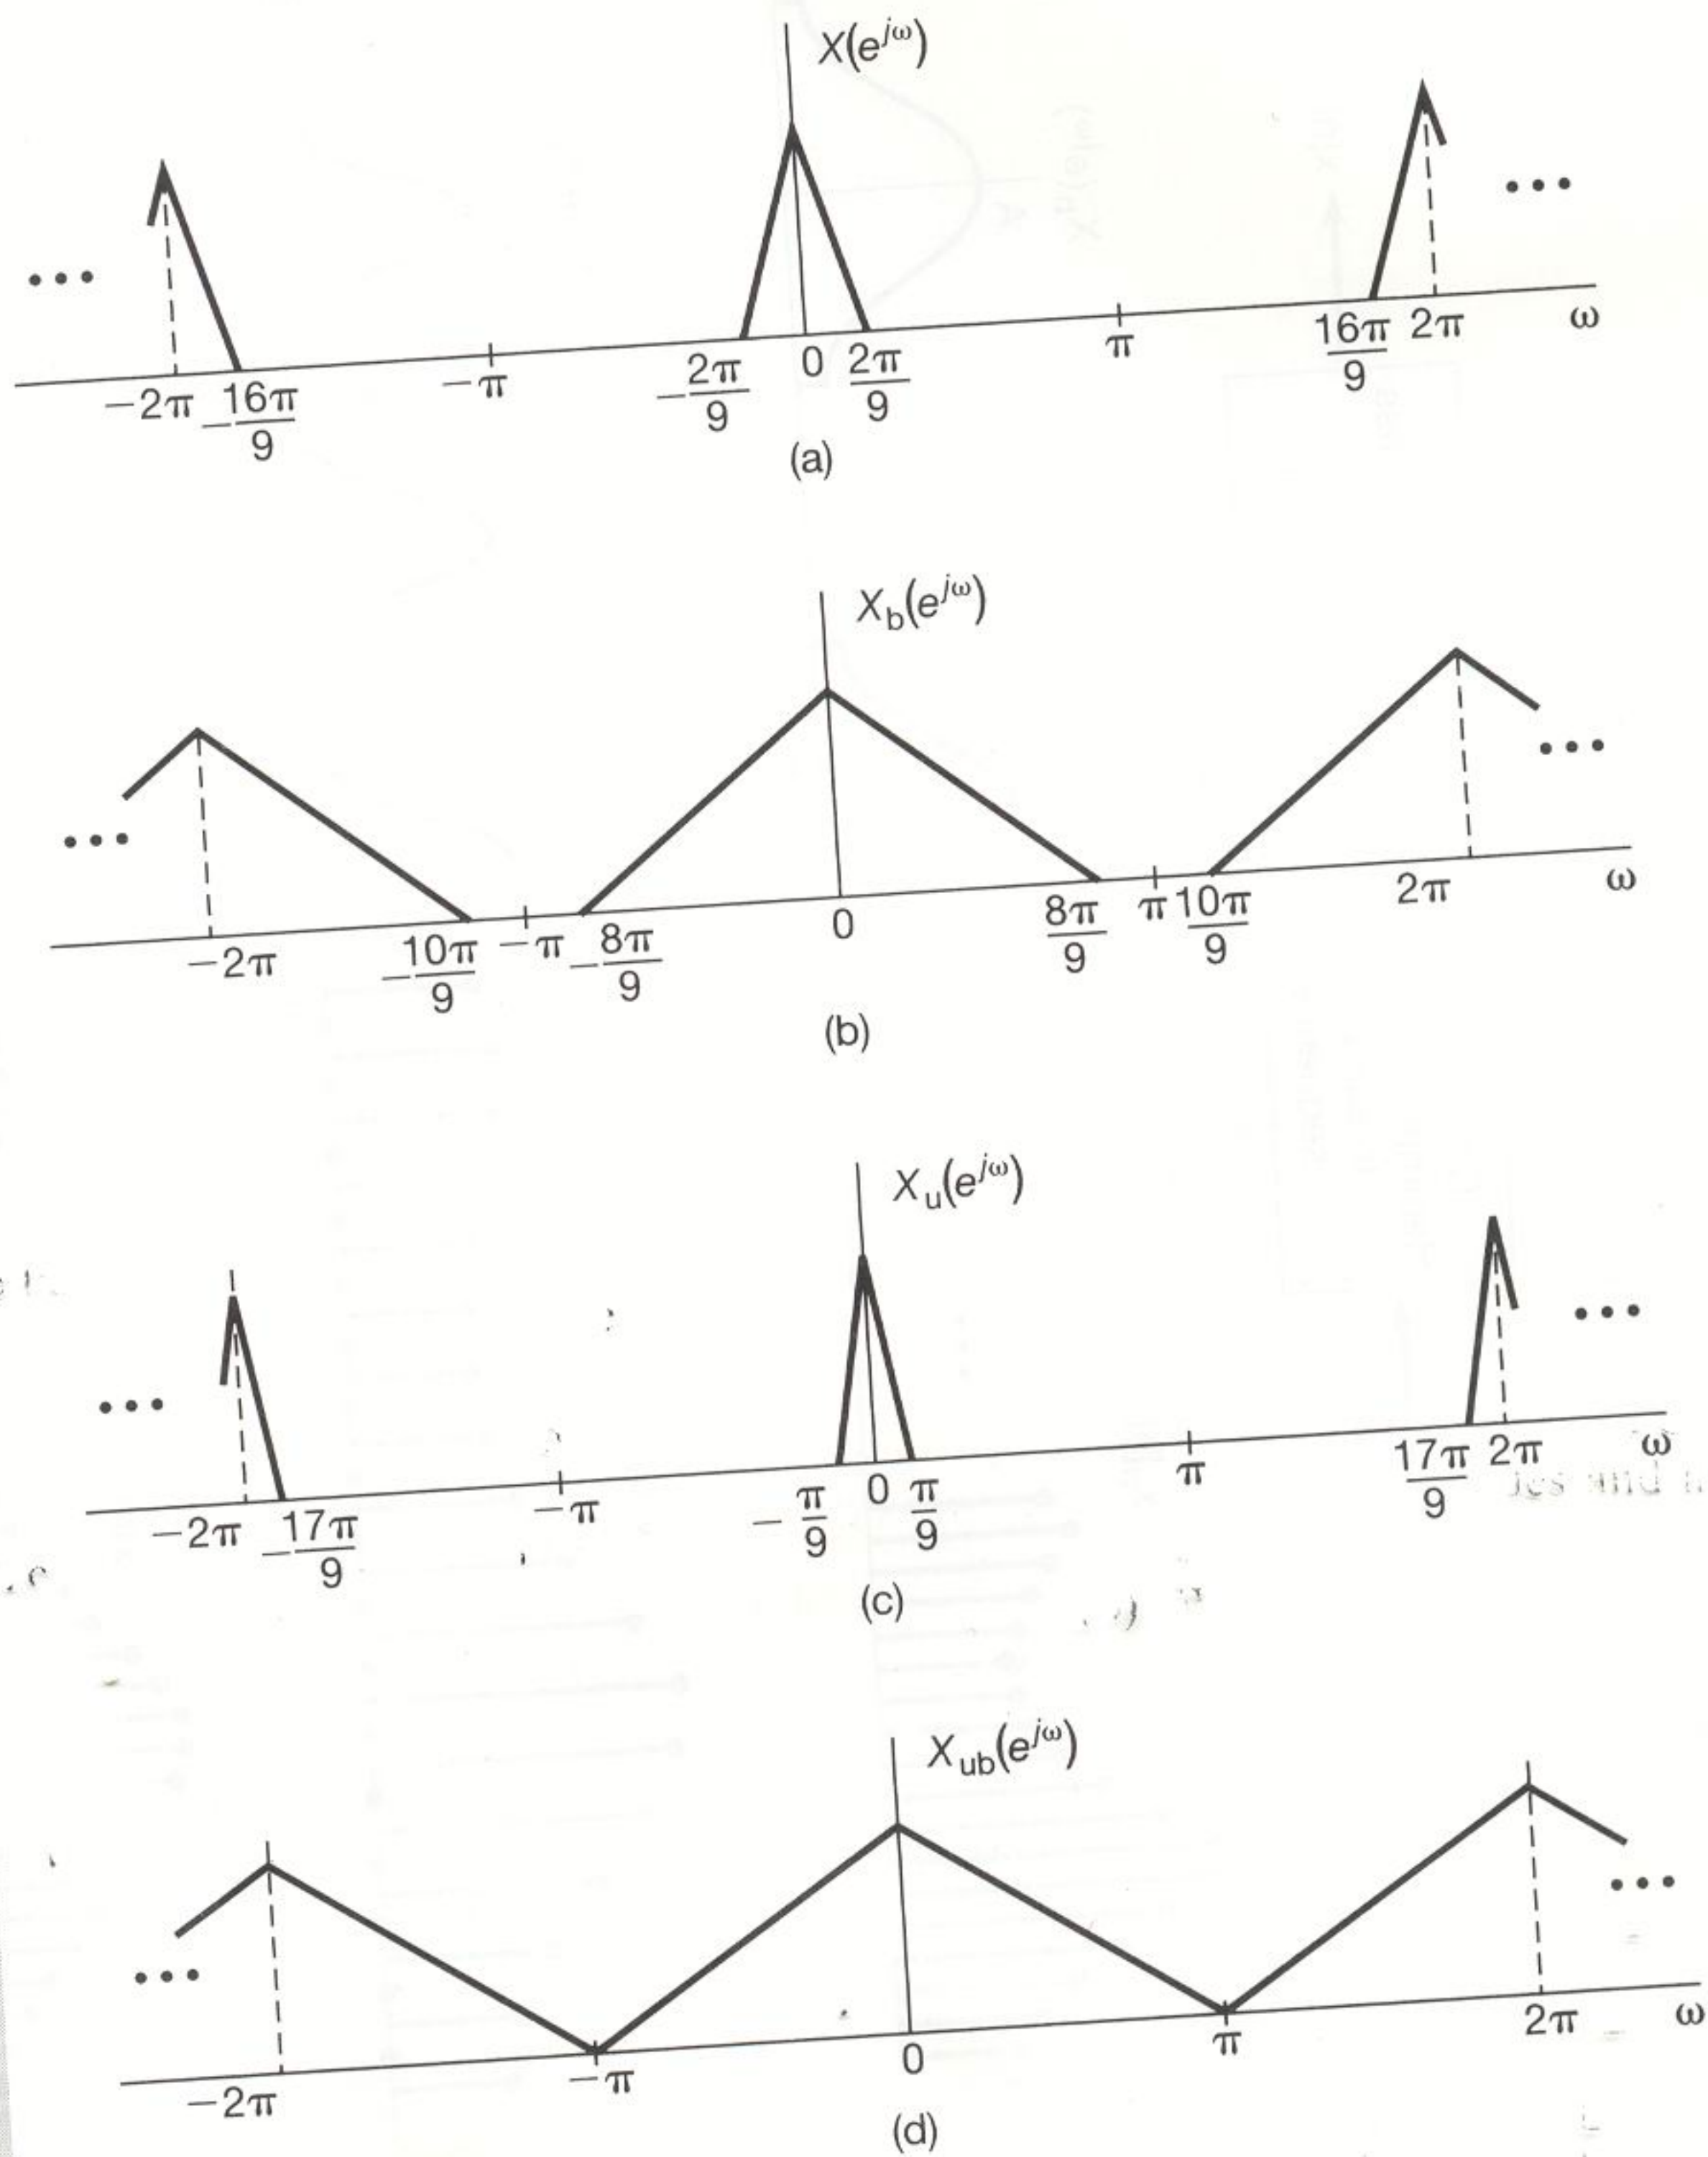 X(e^{jω})
...
...
-2π -16π/9 -π -2π/9 0 2π/9 π 16π/9 2π ω
(a)
X_b(e^{jω})
...
...
-2π -10π/9 -π -8π/9 0 8π/9 π 10π/9 2π ω
(b)
X_u(e^{jω})
...
...
-2π -17π/9 -π -π/9 0 π/9 π 17π/9 2π ω
(c)
X_{ub}(e^{jω})
...
...
-2π -π 0 π 2π ω
(d)